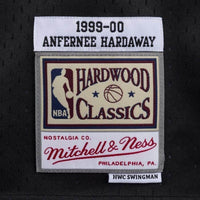 1999-00
ANFERNEE HARDAWAY
HARDWOOD
NBA
CLASSICS
NOSTALGIA CO.
Mitchell & Ness
PHILADELPHIA, PA.
HWC SWINGMAN